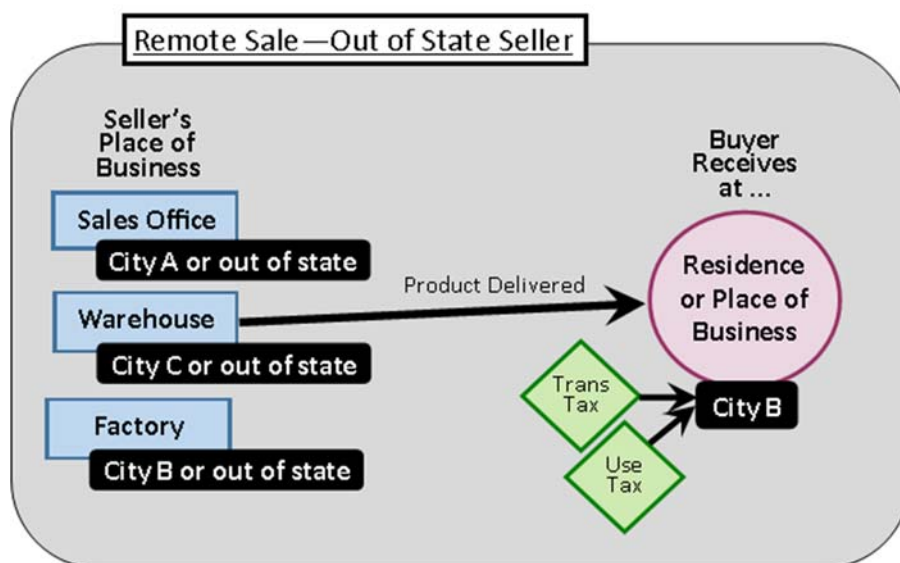 Remote Sale—Out of State Seller
Seller's
Place of
Business
Sales Office
City A or out of state
Warehouse
City C or out of state
Factory
City B or out of state
Product Delivered
Buyer
Receives
at ...
Residence
or Place of
Business
City B
Trans
Tax
Use
Tax